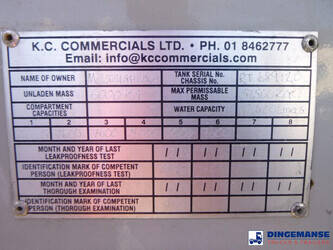 K.C. COMMERCIALS LTD. • PH. 01 8462777
Email: info@kccommercials.com
NAME OF OWNER
TANK SERIAL No.
CHASSIS No.
UNLADEN MASS
MAX PERMISSABLE
MASS
COMPARTMENT
CAPACITIES
WATER CAPACITY
1 2 3 4 5 6 7 8
MONTH AND YEAR OF LAST
LEAKPROOFNESS TEST
IDENTIFICATION MARK OF COMPETENT
PERSON (LEAKPROOFNESS TEST)
MONTH AND YEAR OF LAST
THOROUGH EXAMINATION
IDENTIFICATION MARK OF COMPETENT
PERSON (THOROUGH EXAMINATION)
DINGEMANSE
TRUCKS & TRAILERS